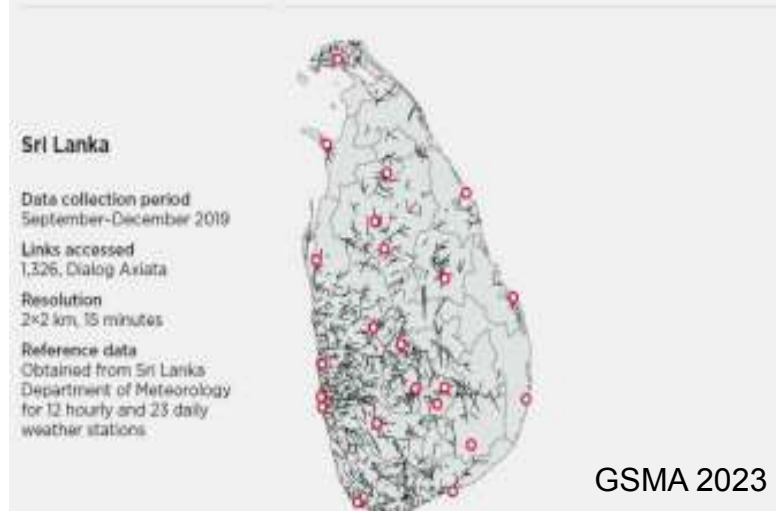 Sri Lanka
Data collection period
September-December 2019
Links accessed
1,326, Dialog Axiata
Resolution
2×2 km, 15 minutes
Reference data
Obtained from Sri Lanka
Department of Meteorology
for 12 hourly and 23 daily
weather stations
GSMA 2023